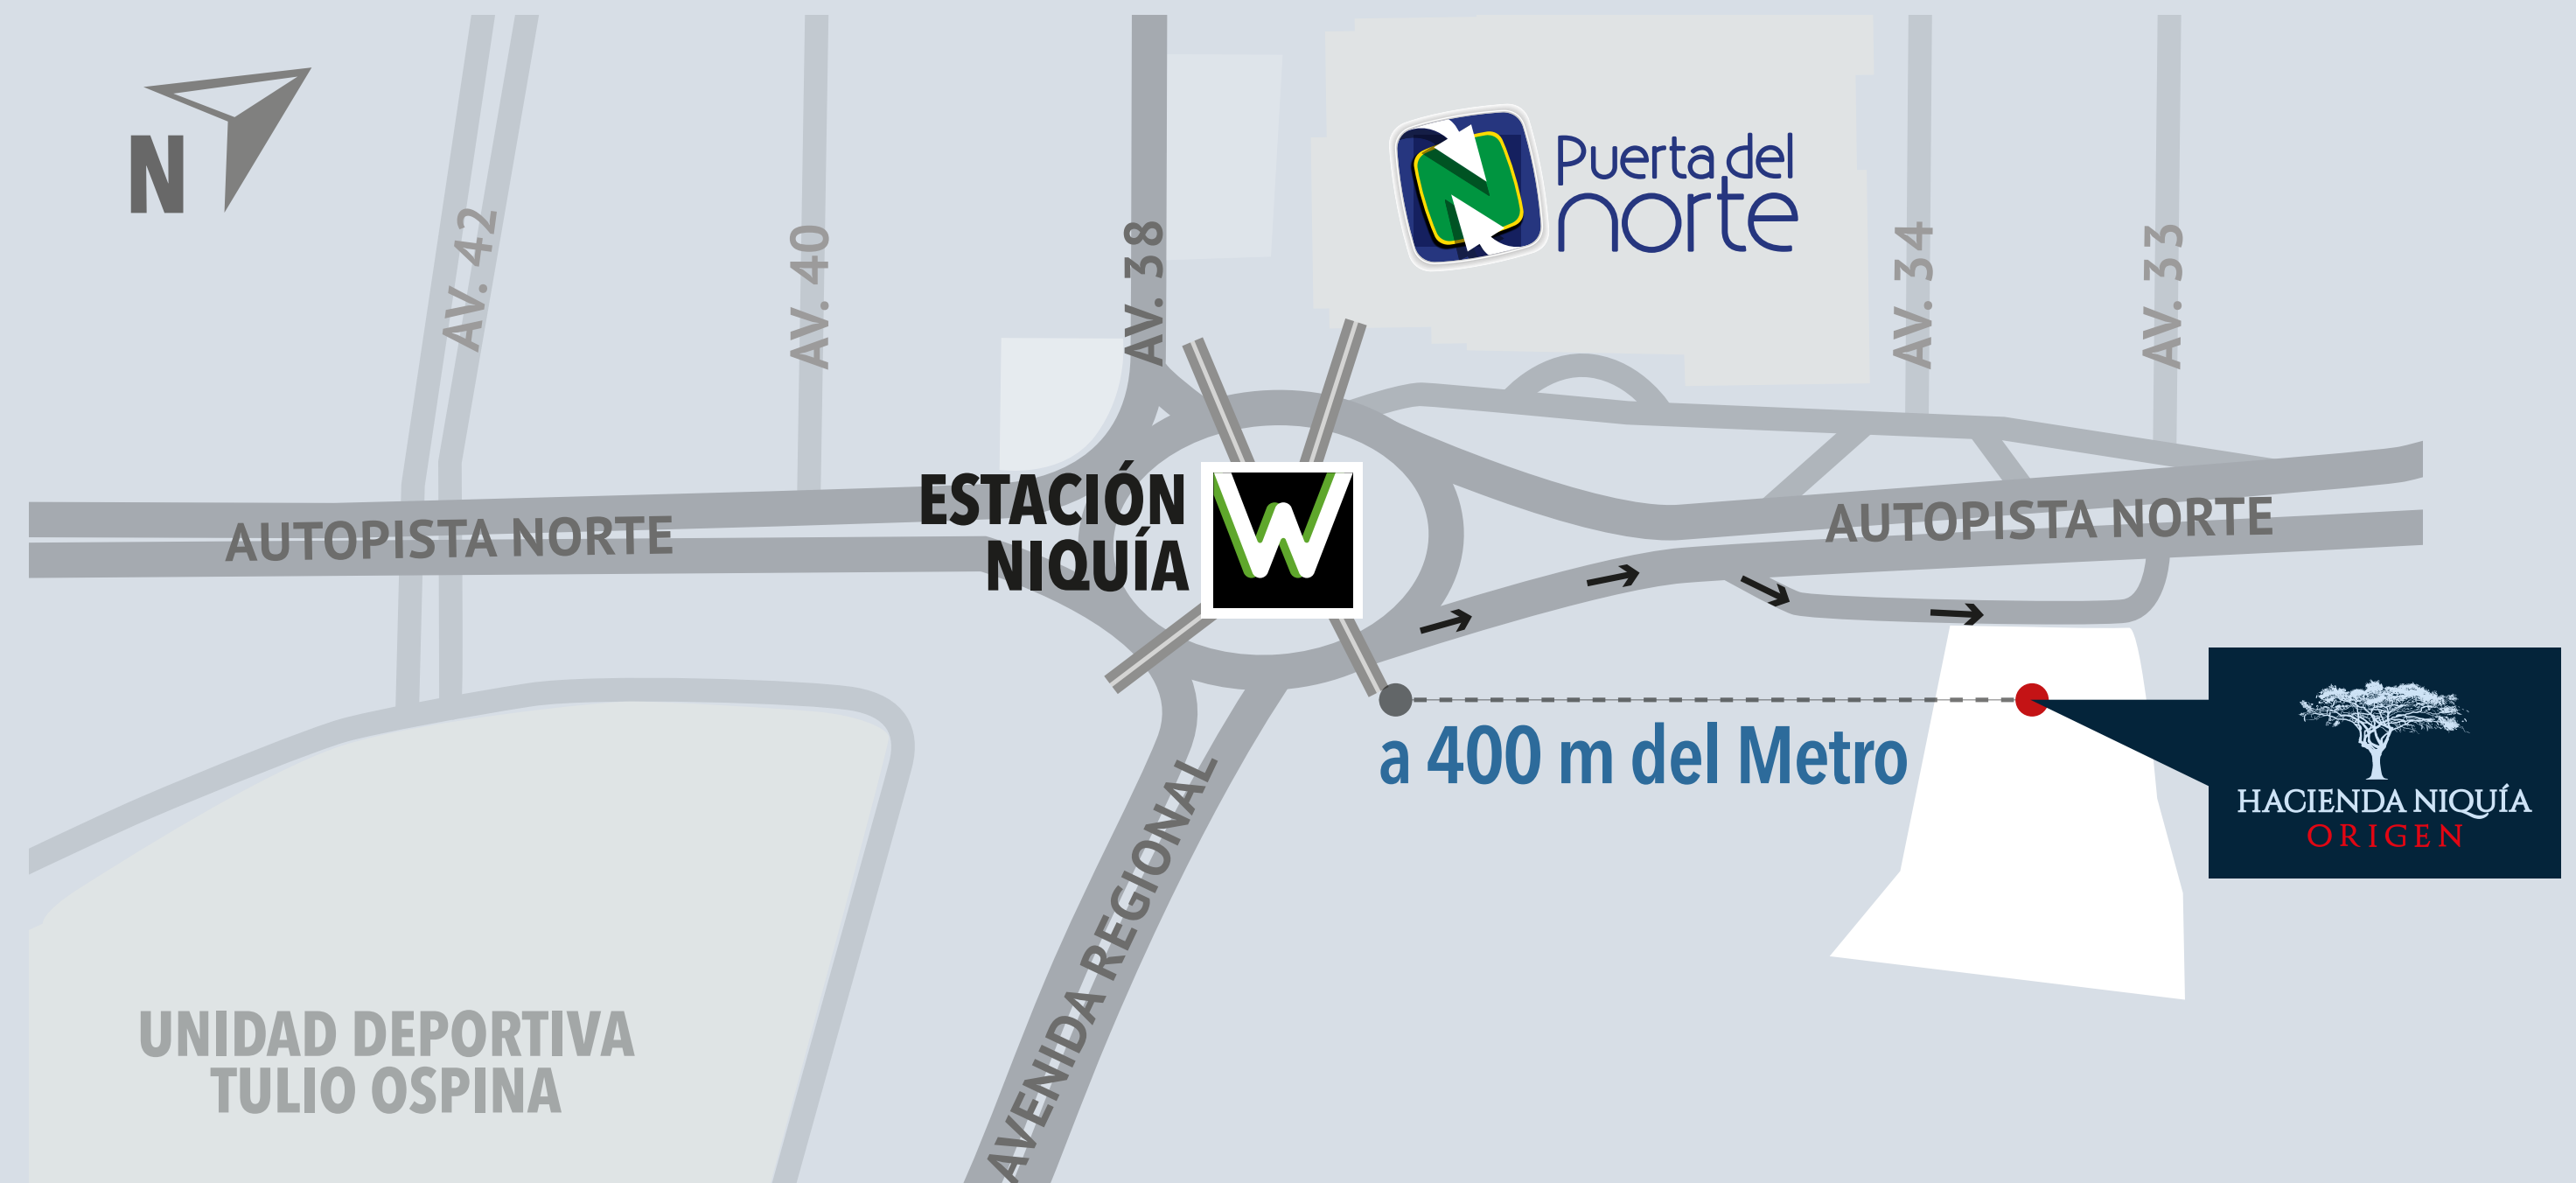 N
AV. 42
AV. 40
AV. 38
Puerta del
norte
AV. 34
AV. 33
ESTACIÓN
NIQUÍA
AUTOPISTA NORTE
AUTOPISTA NORTE
a 400 m del Metro
HACIENDA NIQUÍA
ORIGEN
AVENIDA REGIONAL
UNIDAD DEPORTIVA
TULIO OSPINA